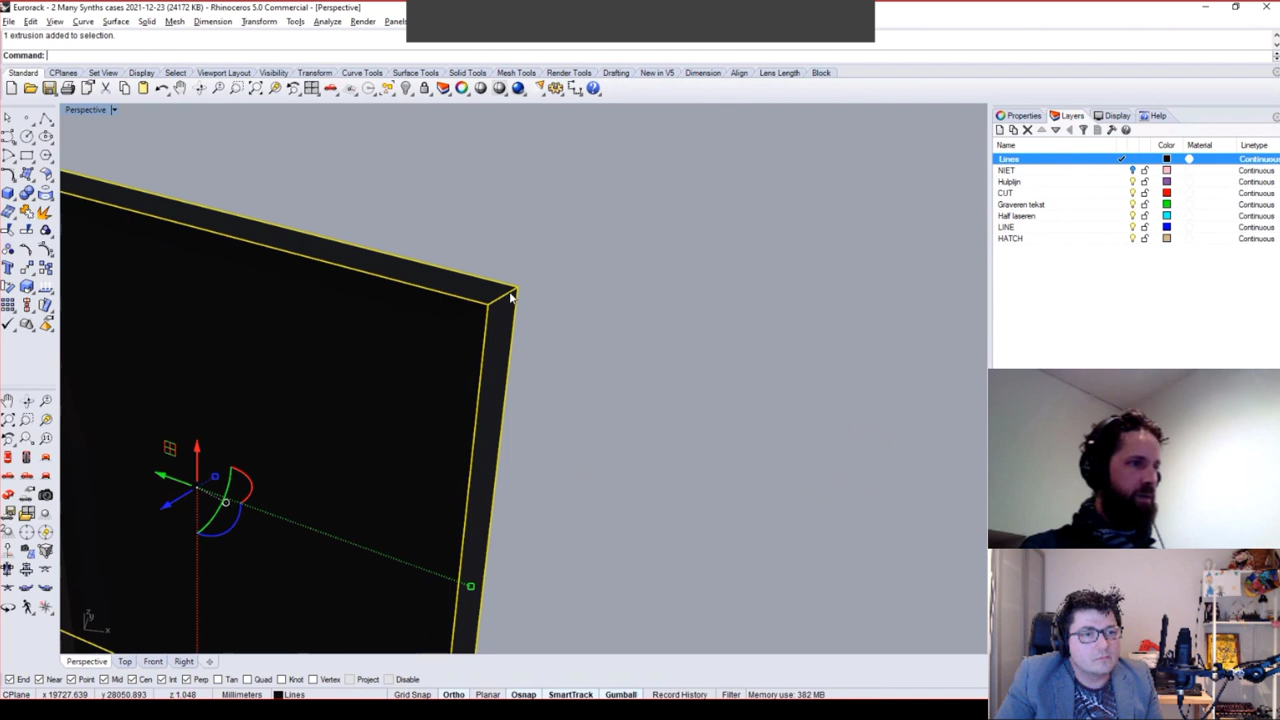 Eurorack - 2 Many Synths cases 2021-12-23 (24172 KB) - Rhinoceros 5.0 Commercial - [Perspective]
File Edit View Curve Surface Solid Mesh Dimension Transform Tools Analyze Render Panels
1 extrusion added to selection.
Command:
Standard CPlanes Set View Display Select Viewport Layout Visibility Transform Curve Tools Surface Tools Solid Tools Mesh Tools Render Tools Drafting New in V5 Dimension Align Lens Length Block
Perspective
Properties Layers Display Help
Name Color Material Linetype
Lines Continuous
NIET Continuous
Hulplijn Continuous
CUT Continuous
Graveren tekst Continuous
Half laseren Continuous
LINE Continuous
HATCH Continuous
z y x
Perspective Top Front Right
End Near Point Mid Cen Int Perp Tan Quad Knot Vertex Project Disable
CPlane x 19727.639 y 28050.893 z 1.048 Millimeters Lines Grid Snap Ortho Planar Osnap SmartTrack Gumball Record History Filter Memory use: 382 MB